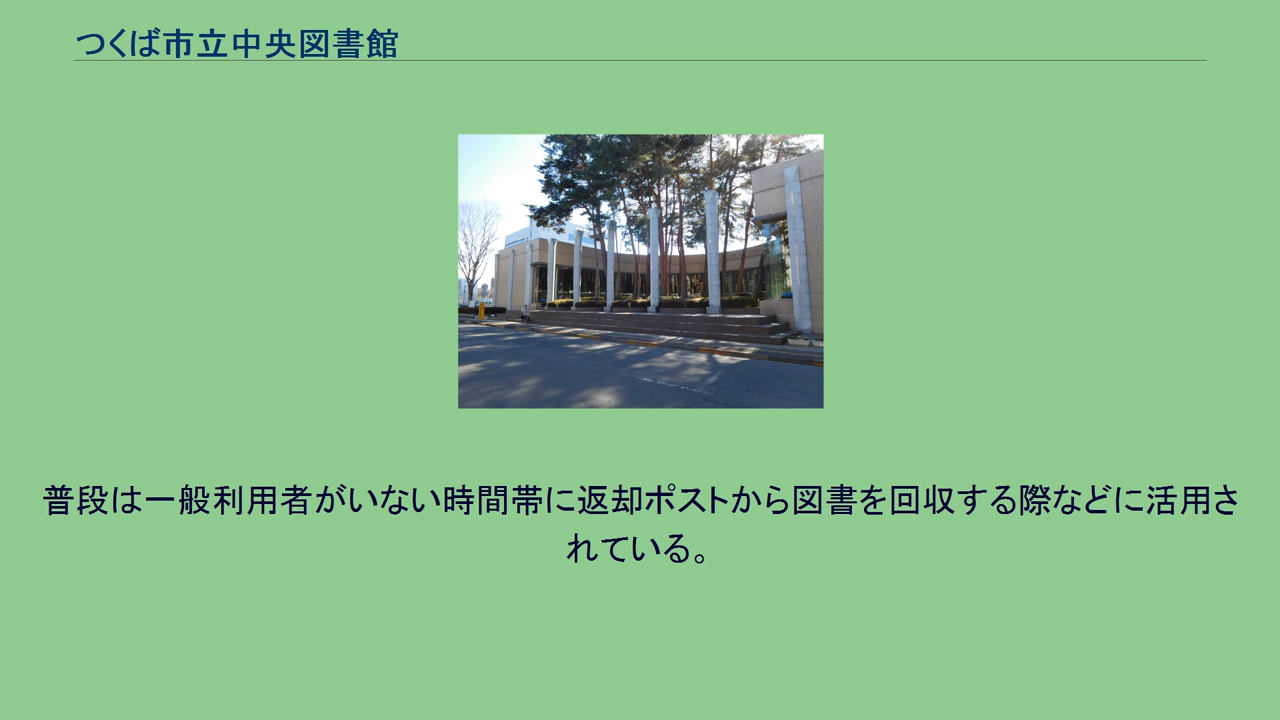 つくば市立中央図書館
普段は一般利用者がいない時間帯に返却ポストから図書を回収する際などに活用さ
れている。